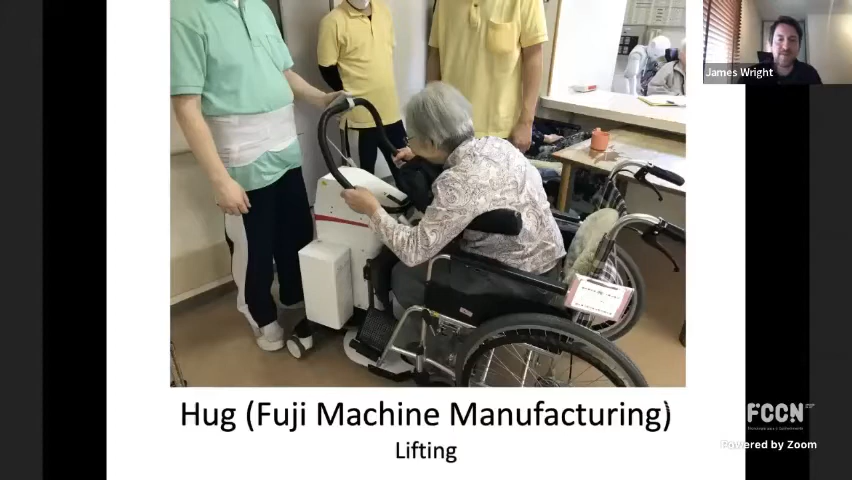 James Wright
Hug (Fuji Machine Manufacturing)
Lifting
FCCN
Powered by Zoom